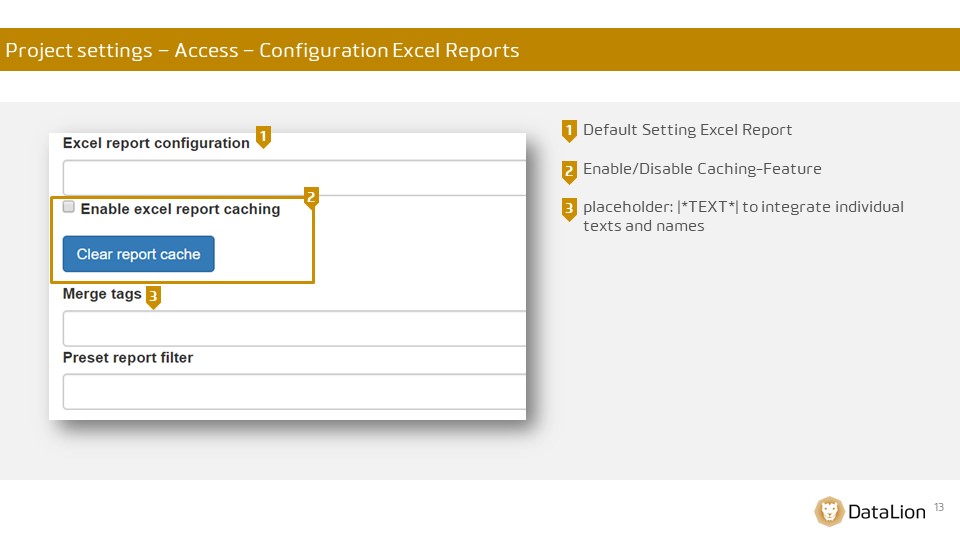 Project settings – Access – Configuration Excel Reports
Excel report configuration 1
2
Enable excel report caching
Clear report cache
Merge tags 3
Preset report filter
1 Default Setting Excel Report
2 Enable/Disable Caching-Feature
3 placeholder: |*TEXT*| to integrate individual
texts and names
DataLion 13